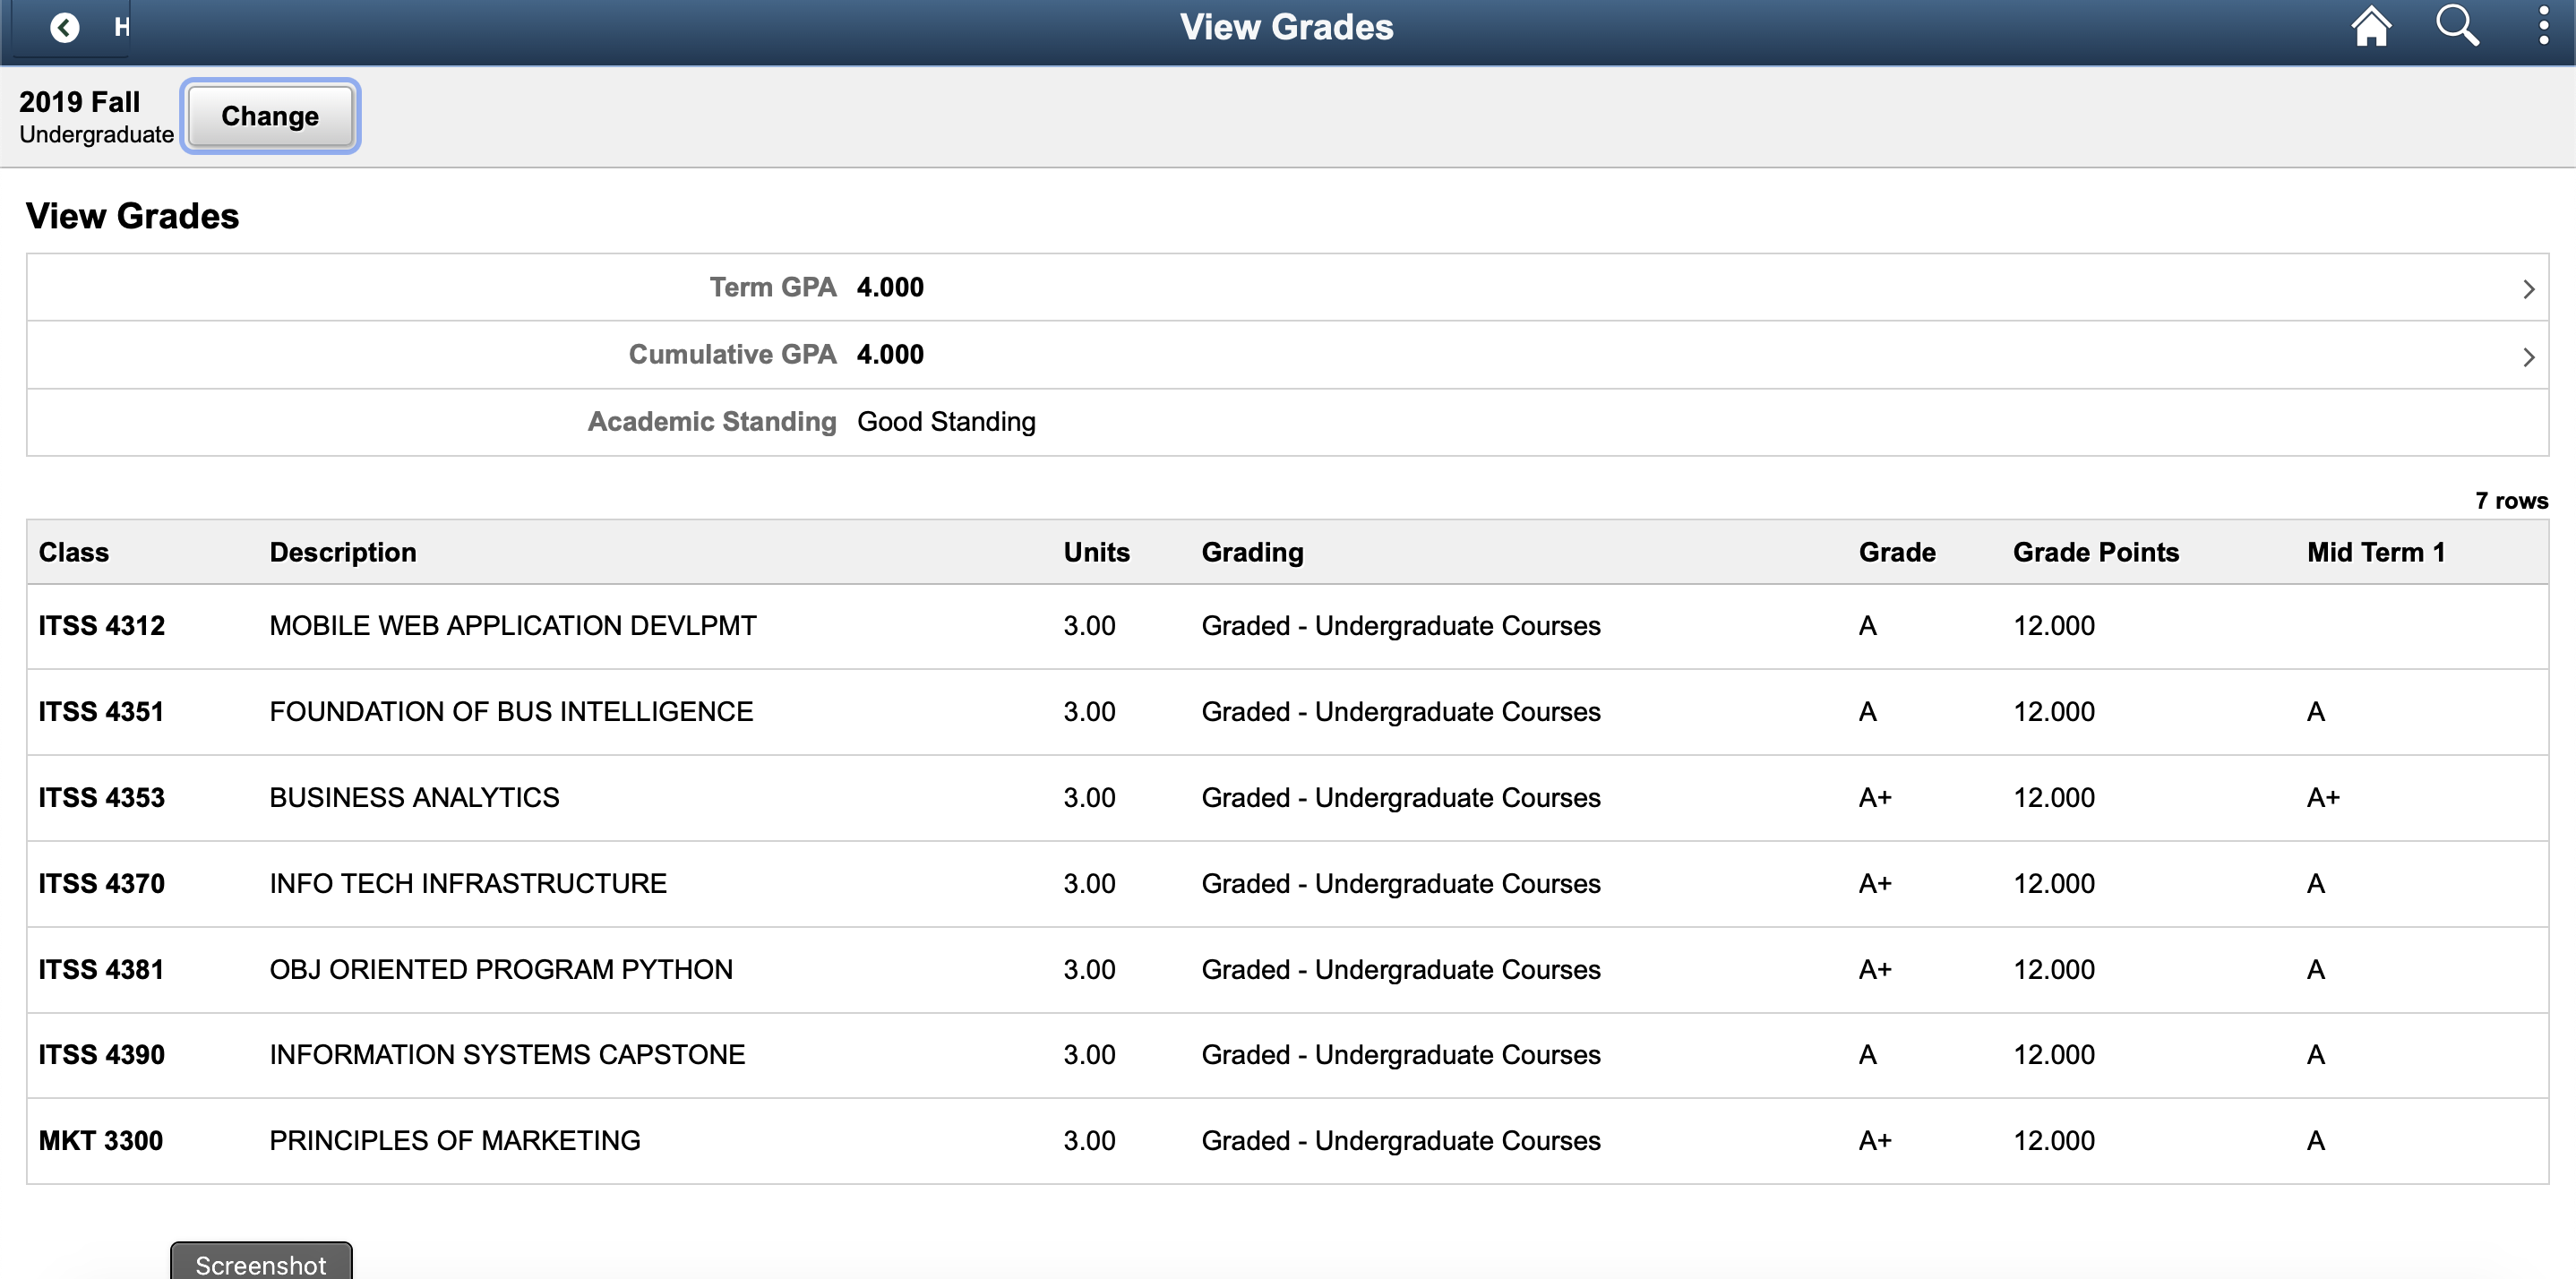 H
View Grades
2019 Fall
Undergraduate
Change
View Grades
Term GPA 4.000
Cumulative GPA 4.000
Academic Standing Good Standing
7 rows
Class Description Units Grading Grade Grade Points Mid Term 1
ITSS 4312 MOBILE WEB APPLICATION DEVLPMT 3.00 Graded - Undergraduate Courses A 12.000
ITSS 4351 FOUNDATION OF BUS INTELLIGENCE 3.00 Graded - Undergraduate Courses A 12.000 A
ITSS 4353 BUSINESS ANALYTICS 3.00 Graded - Undergraduate Courses A+ 12.000 A+
ITSS 4370 INFO TECH INFRASTRUCTURE 3.00 Graded - Undergraduate Courses A+ 12.000 A
ITSS 4381 OBJ ORIENTED PROGRAM PYTHON 3.00 Graded - Undergraduate Courses A+ 12.000 A
ITSS 4390 INFORMATION SYSTEMS CAPSTONE 3.00 Graded - Undergraduate Courses A 12.000 A
MKT 3300 PRINCIPLES OF MARKETING 3.00 Graded - Undergraduate Courses A+ 12.000 A
Screenshot